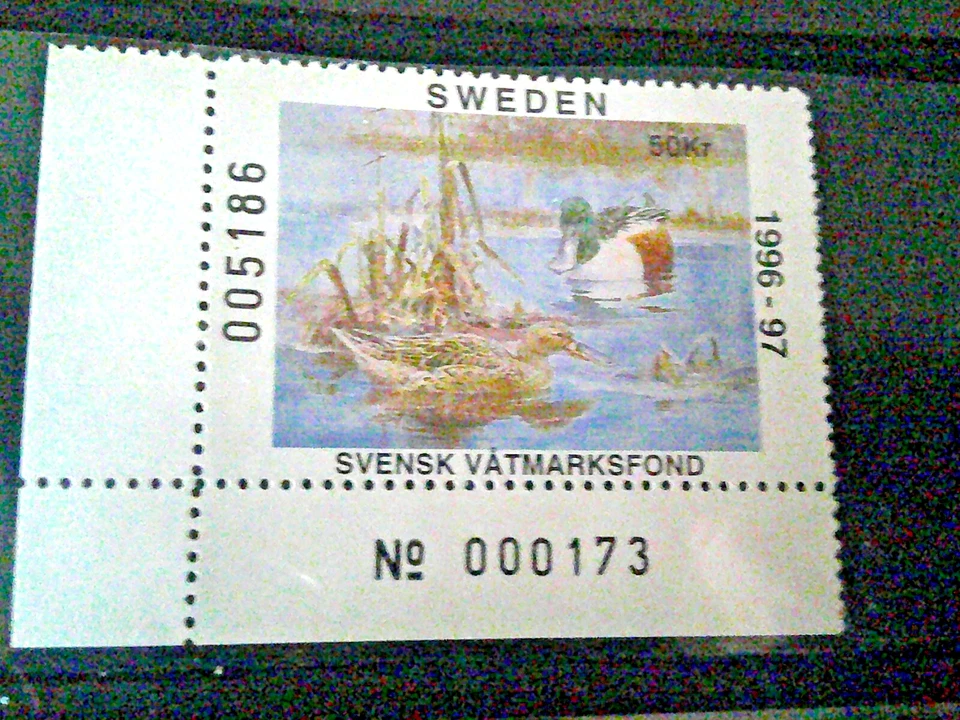 SWEDEN
50Kr
005186
1996-97
SVENSK VÅTMARKSFOND
Nº 000173